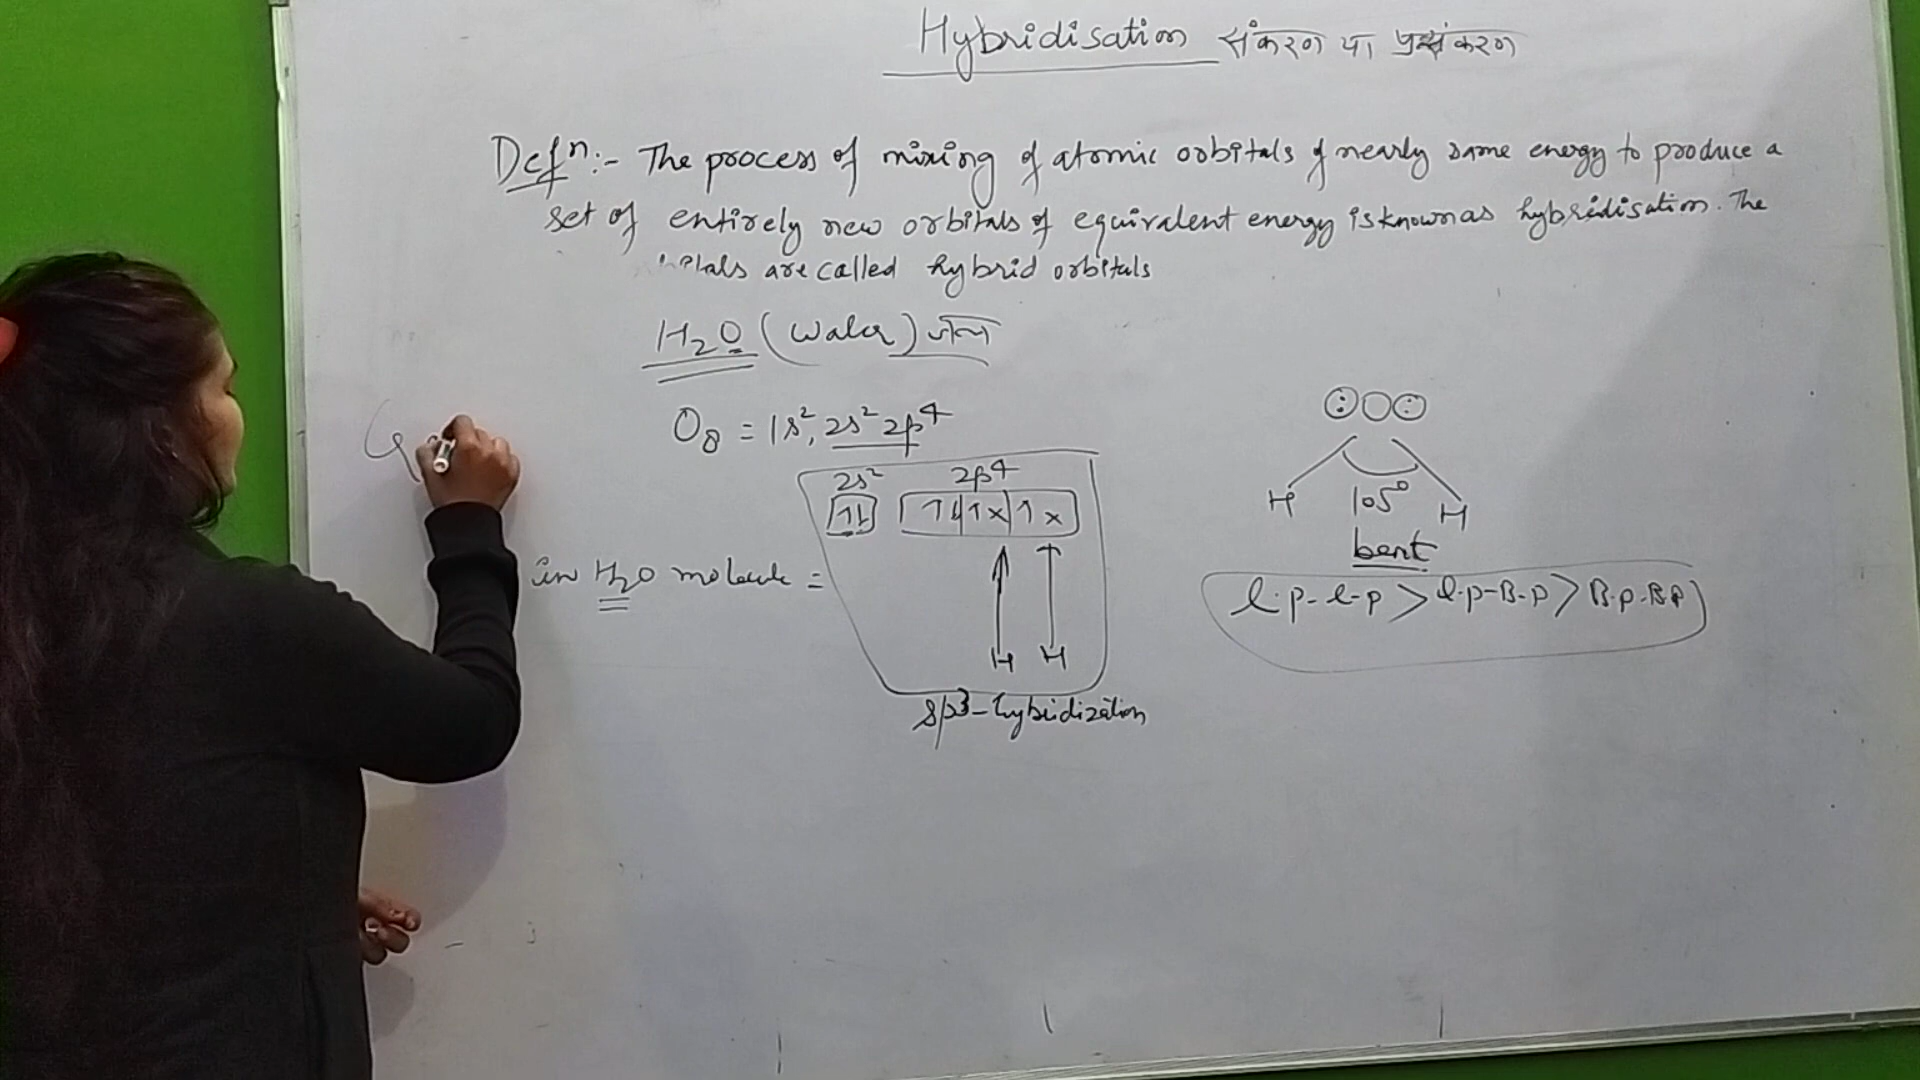 Hybridisation संकरण या प्रसंकरण
Defⁿ:- The process of mixing of atomic orbitals of nearly same energy to produce a
set of entirely new orbitals of equivalent energy is known as hybridisation. The
are called hybrid orbitals
H₂O (Water) जल
O₈ = 1s², 2s² 2p⁴
2s² 2p⁴
↑↓ ↑↓ ↑× ↑×
in H₂O molecule =
H H
sp3-hybridization
H 105° H
bent
l.p-l-p > l.p-B-p > B.p-BP